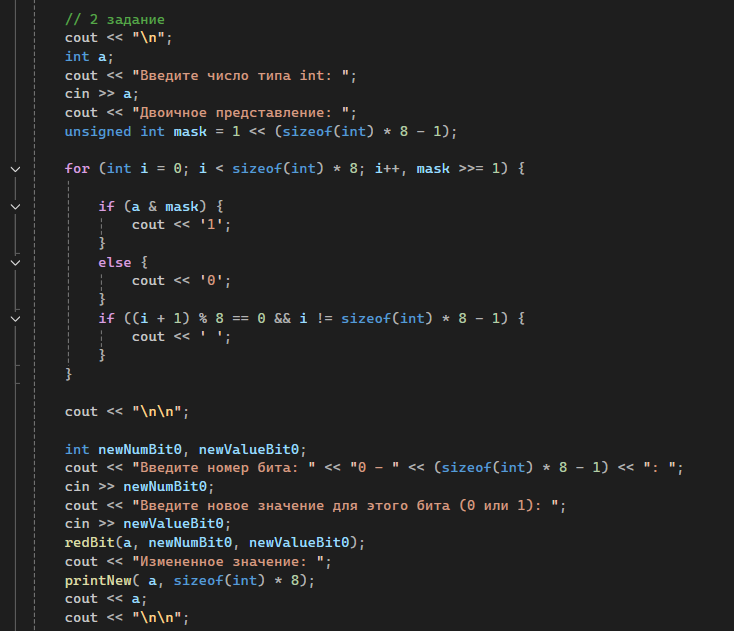 // 2 задание
cout << "\n";
int a;
cout << "Введите число типа int: ";
cin >> a;
cout << "Двоичное представление: ";
unsigned int mask = 1 << (sizeof(int) * 8 - 1);
for (int i = 0; i < sizeof(int) * 8; i++, mask >>= 1) {
if (a & mask) {
cout << '1';
}
else {
cout << '0';
}
if ((i + 1) % 8 == 0 && i != sizeof(int) * 8 - 1) {
cout << ' ';
}
}
cout << "\n\n";
int newNumBit0, newValueBit0;
cout << "Введите номер бита: " << "0 - " << (sizeof(int) * 8 - 1) << ": ";
cin >> newNumBit0;
cout << "Введите новое значение для этого бита (0 или 1): ";
cin >> newValueBit0;
redBit(a, newNumBit0, newValueBit0);
cout << "Измененное значение: ";
printNew( a, sizeof(int) * 8);
cout << a;
cout << "\n\n";